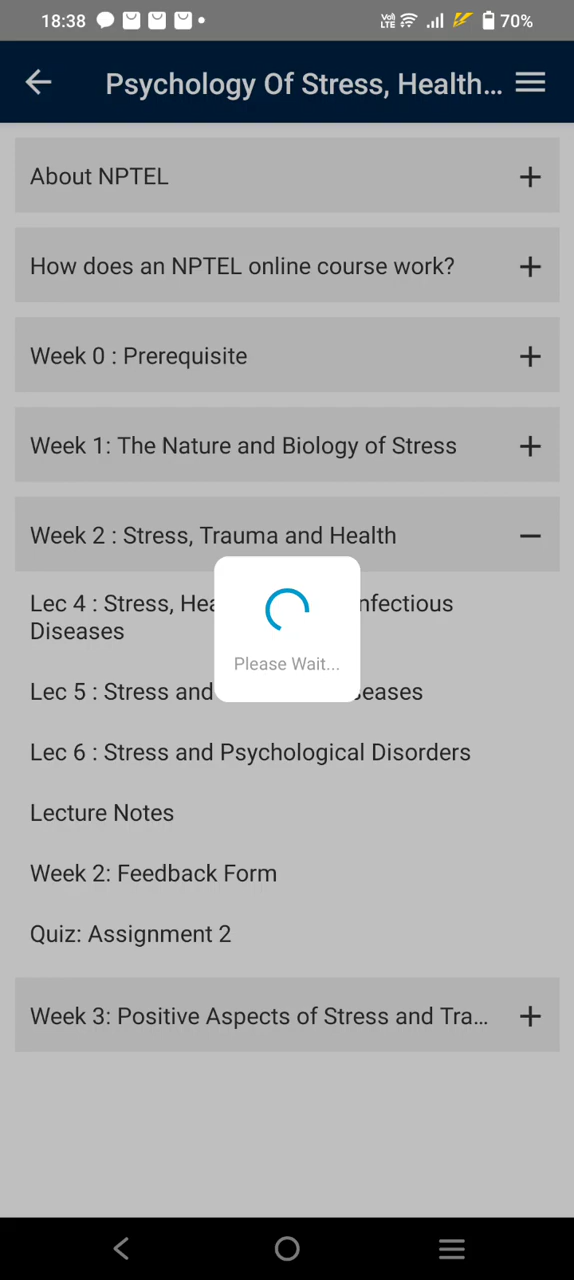 18:38
Vo) LTE 70%
Psychology Of Stress, Health...
About NPTEL
How does an NPTEL online course work?
Week 0 : Prerequisite
Week 1: The Nature and Biology of Stress
Week 2 : Stress, Trauma and Health
Lec 4 : Stress, Hea nfectious
Diseases
Please Wait...
Lec 5 : Stress and seases
Lec 6 : Stress and Psychological Disorders
Lecture Notes
Week 2: Feedback Form
Quiz: Assignment 2
Week 3: Positive Aspects of Stress and Tra...